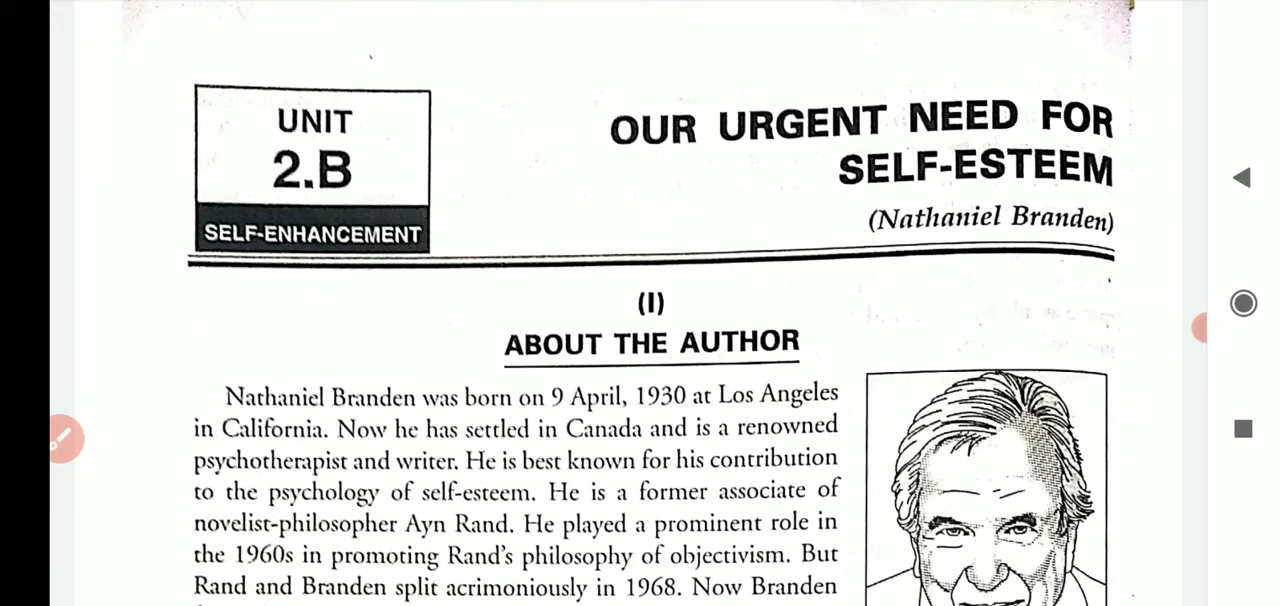 UNIT
2.B
SELF-ENHANCEMENT
OUR URGENT NEED FOR
SELF-ESTEEM
(Nathaniel Branden)
(I)
ABOUT THE AUTHOR
Nathaniel Branden was born on 9 April, 1930 at Los Angeles
in California. Now he has settled in Canada and is a renowned
psychotherapist and writer. He is best known for his contribution
to the psychology of self-esteem. He is a former associate of
novelist-philosopher Ayn Rand. He played a prominent role in
the 1960s in promoting Rand's philosophy of objectivism. But
Rand and Branden split acrimoniously in 1968. Now Branden